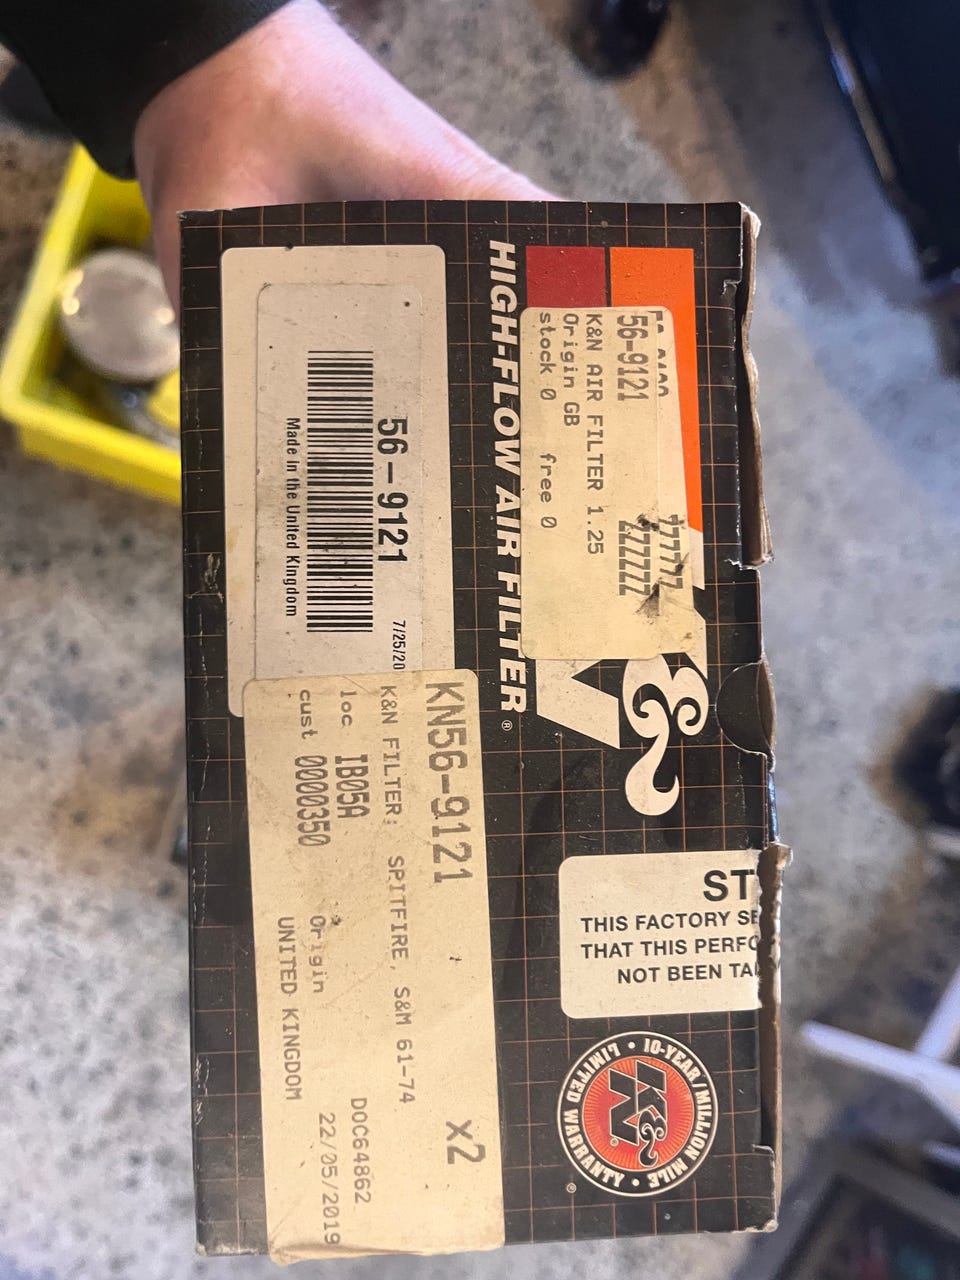 HIGH-FLOW AIR FILTER®
56-9121
ZZZZZZ
ZZZZZZZ
K&N AIR FILTER 1.25
Origin GB
stock 0 free 0
7/25/20
56-9121
Made in the United Kingdom
KN56-9121 x2
K&N FILTER: SPITFIRE, S&M 61-74
loc IB05A DOC64862
cust 0000350 Origin 22/05/2019
UNITED KINGDOM
&
ST
THIS FACTORY SE
THAT THIS PERFO
NOT BEEN TA
10-YEAR/MILLION MILE
K&N®
LIMITED WARRANTY
®